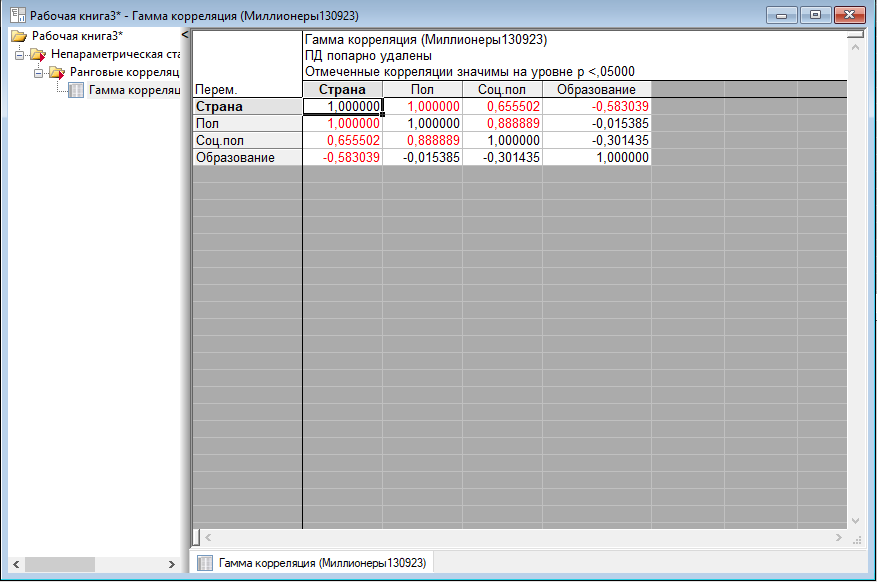 Рабочая книга3* - Гамма корреляция (Миллионеры130923)
Рабочая книга3*
Непараметрическая ста
Ранговые корреляц
Гамма корреляц
<
Гамма корреляция (Миллионеры130923)
ПД попарно удалены
Отмеченные корреляции значимы на уровне p <,05000
Перем. Страна Пол Соц.пол Образование
Страна 1,000000 1,000000 0,655502 -0,583039
Пол 1,000000 1,000000 0,888889 -0,015385
Соц.пол 0,655502 0,888889 1,000000 -0,301435
Образование -0,583039 -0,015385 -0,301435 1,000000
Гамма корреляция (Миллионеры130923)